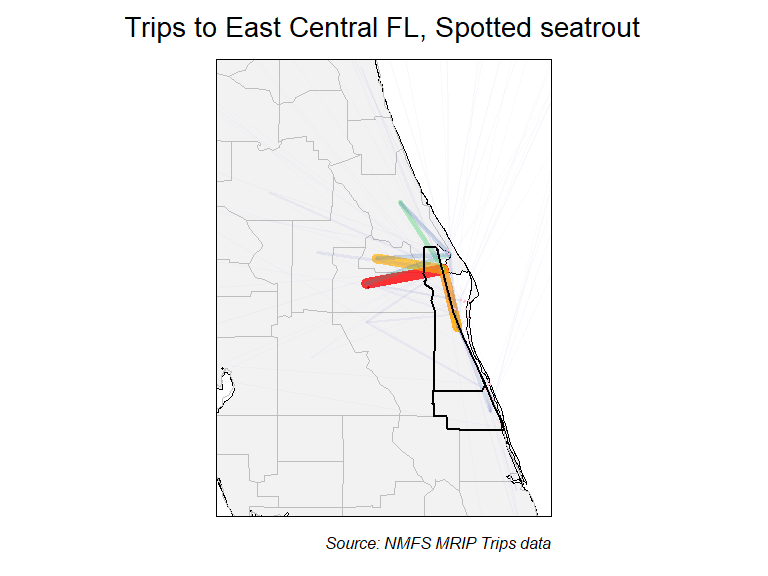 Trips to East Central FL, Spotted seatrout
Source: NMFS MRIP Trips data